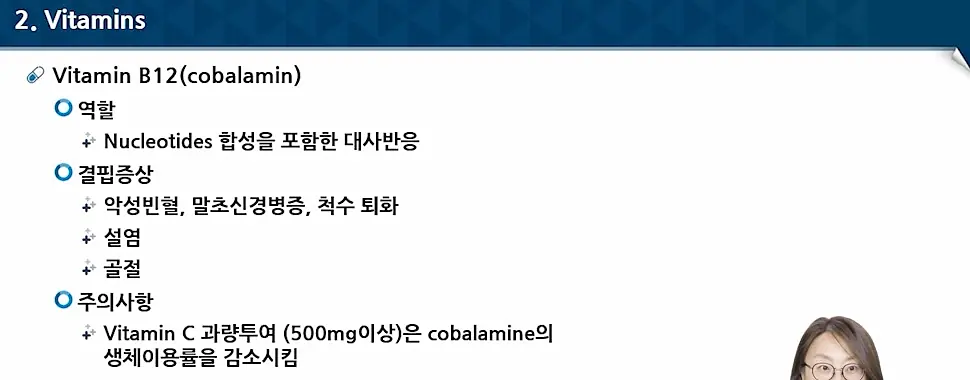 2. Vitamins
Vitamin B12(cobalamin)
역할
Nucleotides 합성을 포함한 대사반응
결핍증상
악성빈혈, 말초신경병증, 척수 퇴화
설염
골절
주의사항
Vitamin C 과량투여 (500mg이상)은 cobalamine의
생체이용률을 감소시킴